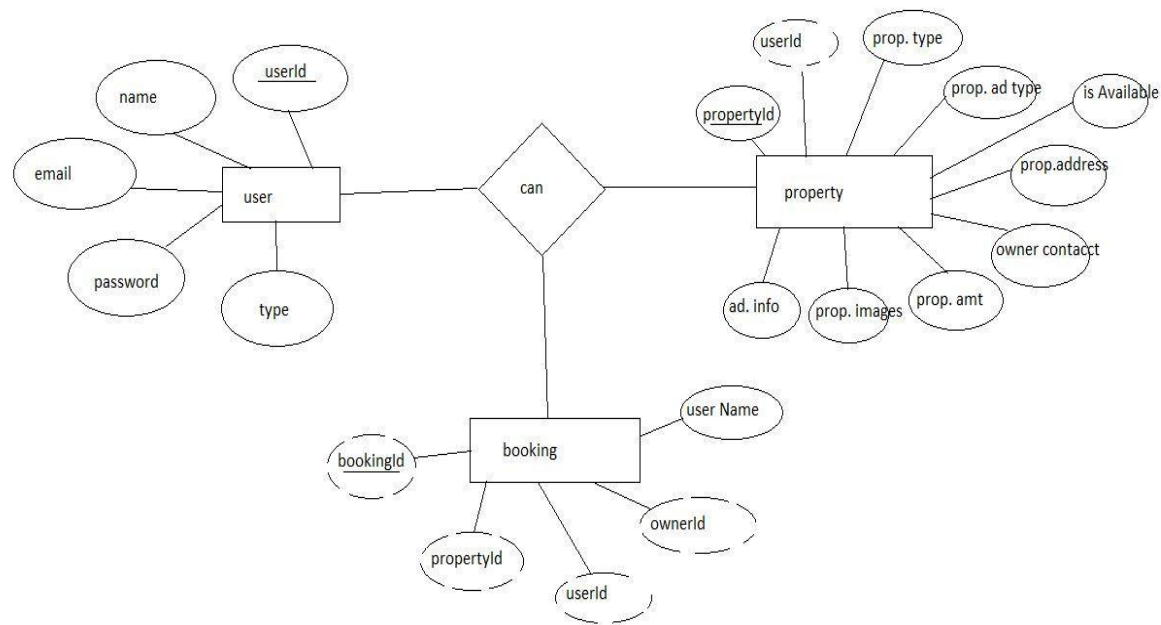 userId
name
email
user
password
type
can
userId
prop. type
prop. ad type
is Available
propertyId
prop.address
property
owner contacct
ad. info
prop. images
prop. amt
user Name
booking
bookingId
ownerId
propertyId
userId